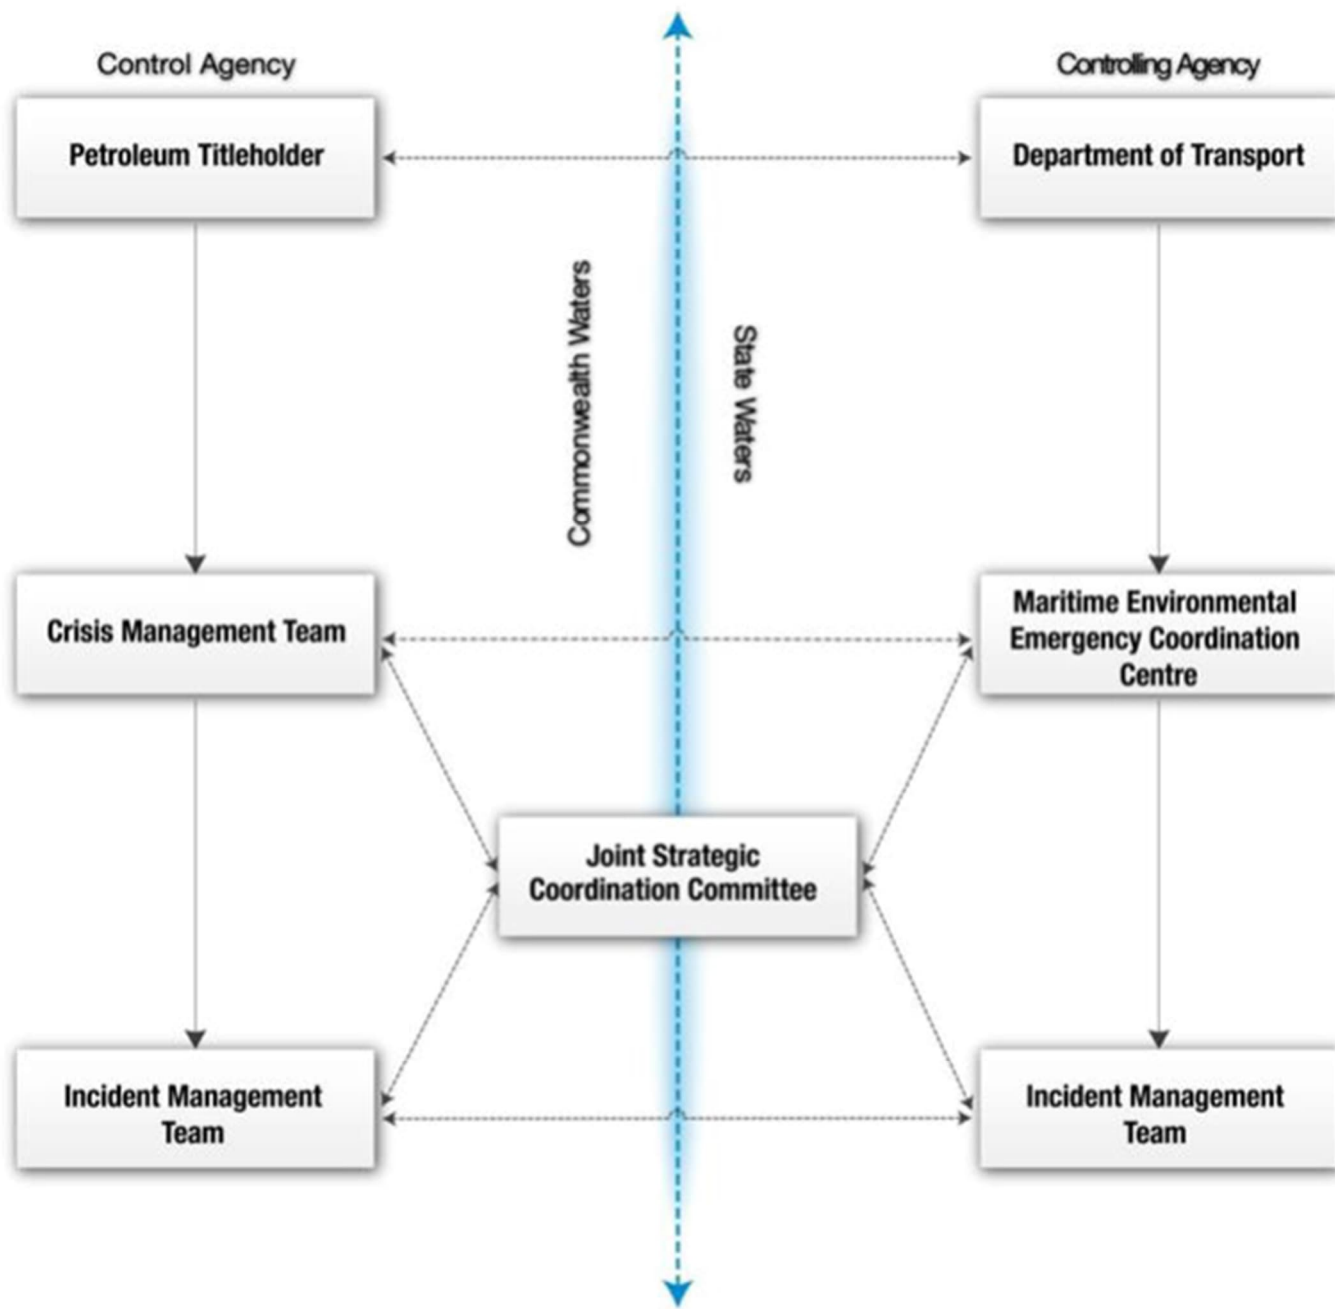 Control Agency
Controlling Agency
Petroleum Titleholder
Department of Transport
Commonwealth Waters
State Waters
Crisis Management Team
Maritime Environmental
Emergency Coordination
Centre
Joint Strategic
Coordination Committee
Incident Management
Team
Incident Management
Team